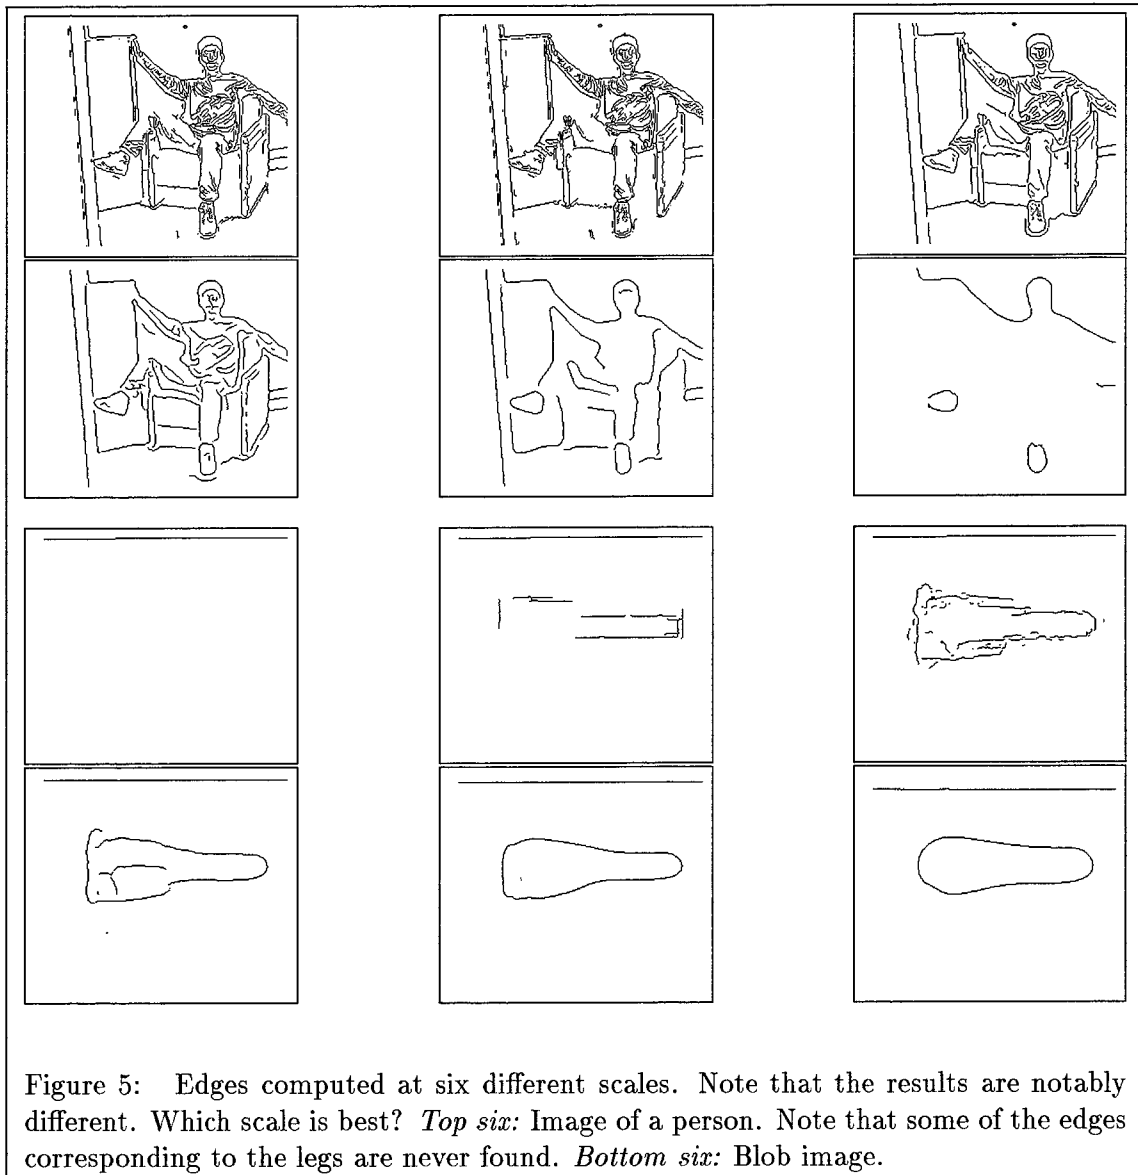 Figure 5: Edges computed at six different scales. Note that the results are notably
different. Which scale is best? Top six: Image of a person. Note that some of the edges
corresponding to the legs are never found. Bottom six: Blob image.